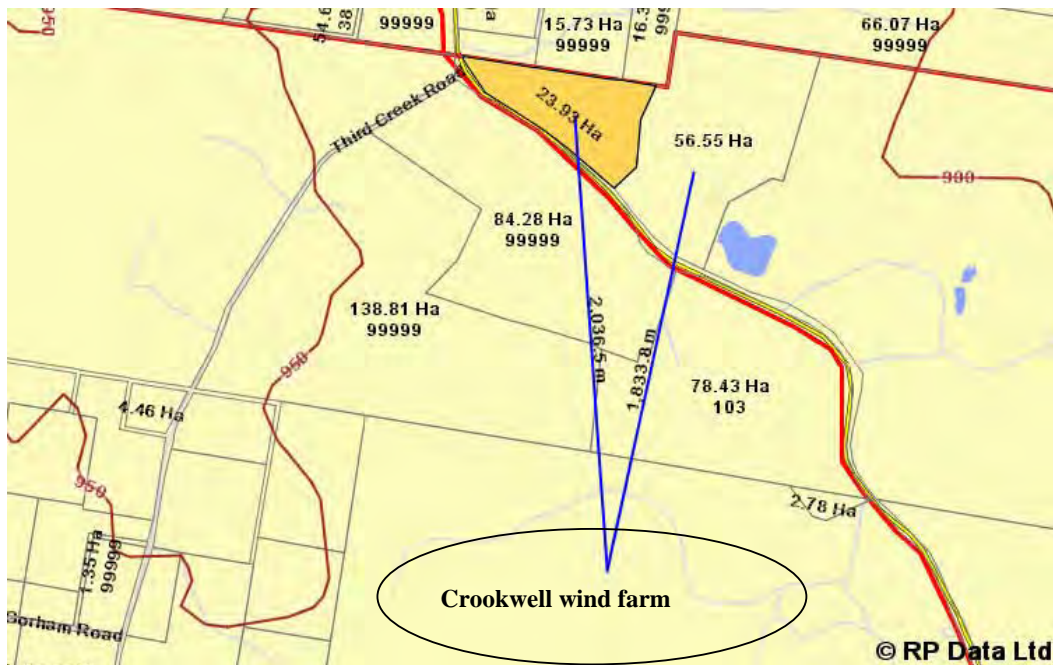 950
99999
15.73 Ha
99999
66.07 Ha
99999
Third Creek Road
23.93 Ha
56.55 Ha
900
84.28 Ha
99999
138.81 Ha
99999
2,036.5 m
1,833.8 m
950
78.43 Ha
103
4.46 Ha
950
2.78 Ha
1.35 Ha
99999
Crookwell wind farm
Gorham Road
© RP Data Ltd